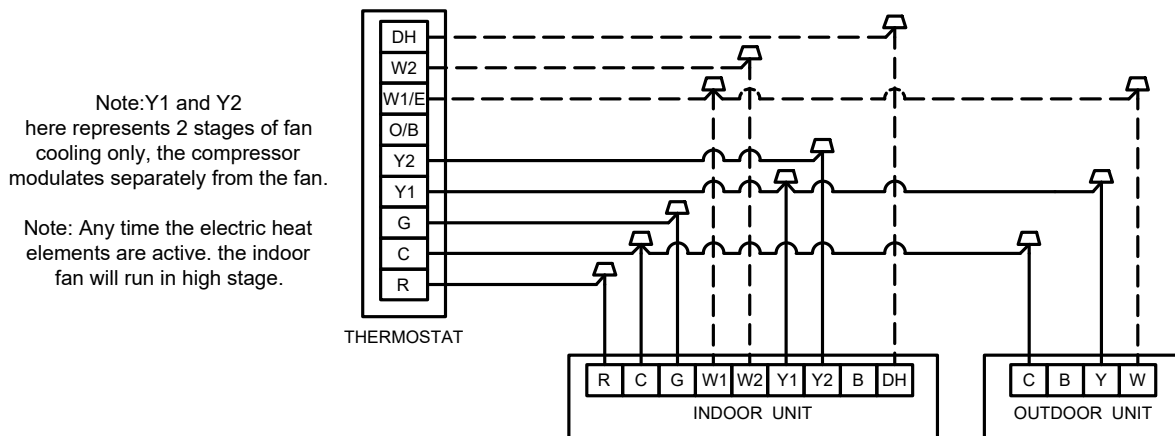 Note:Y1 and Y2
here represents 2 stages of fan
cooling only, the compressor
modulates separately from the fan.
Note: Any time the electric heat
elements are active. the indoor
fan will run in high stage.
DH
W2
W1/E
O/B
Y2
Y1
G
C
R
THERMOSTAT
R C G W1 W2 Y1 Y2 B DH
INDOOR UNIT
C B Y W
OUTDOOR UNIT